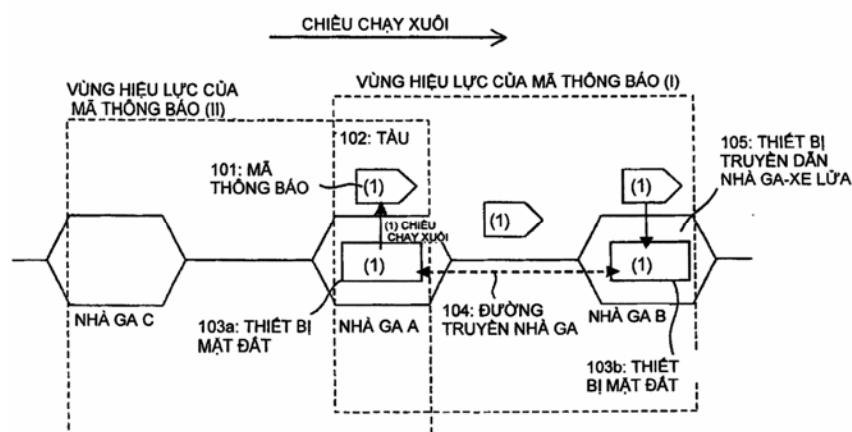 CHIỀU CHẠY XUÔI
VÙNG HIỆU LỰC CỦA
MÃ THÔNG BÁO (II)
VÙNG HIỆU LỰC CỦA MÃ THÔNG BÁO (I)
102: TÀU
101: MÃ
THÔNG BÁO
(1)
(1) CHIỀU
CHẠY XUÔI
(1)
(1)
105: THIẾT BỊ
TRUYỀN DẪN
NHÀ GA-XE LỬA
(1)
(1)
NHÀ GA C
103a: THIẾT BỊ
MẶT ĐẤT
NHÀ GA A
104: ĐƯỜNG
TRUYỀN NHÀ GA
NHÀ GA B
103b: THIẾT
BỊ MẶT ĐẤT